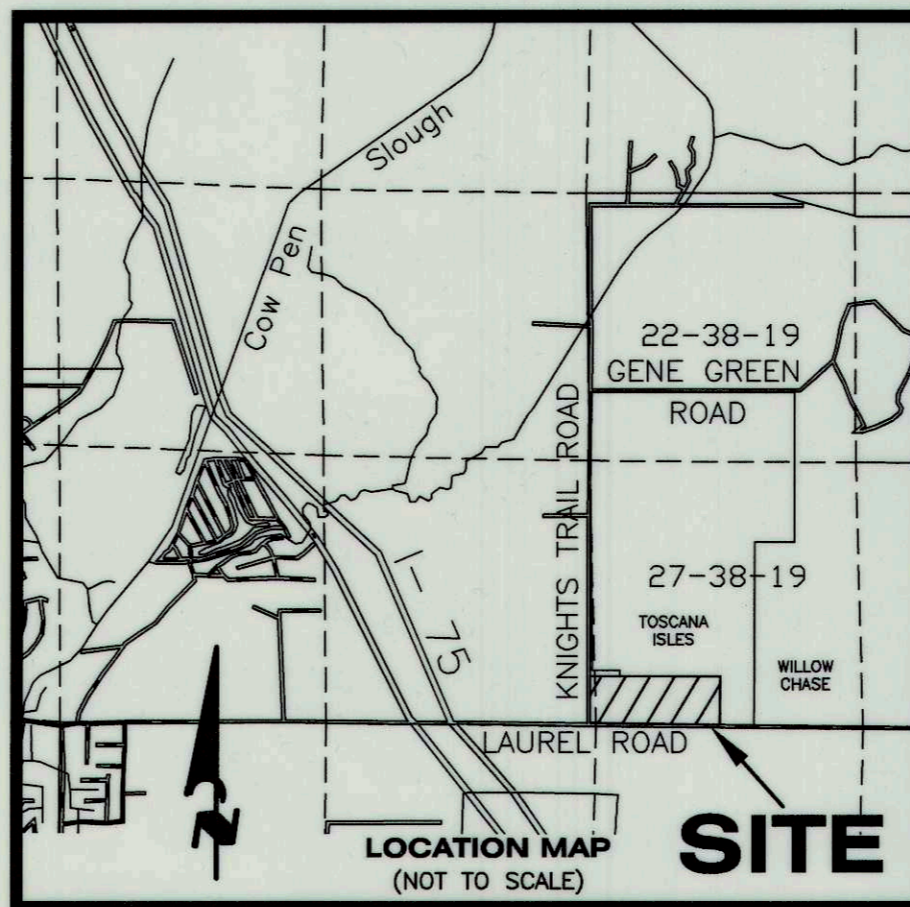 Slough
Cow Pen
22-38-19
GENE GREEN
ROAD
KNIGHTS TRAIL ROAD
27-38-19
I-75
TOSCANA
ISLES
WILLOW
CHASE
LAUREL ROAD
N
LOCATION MAP
(NOT TO SCALE)
SITE